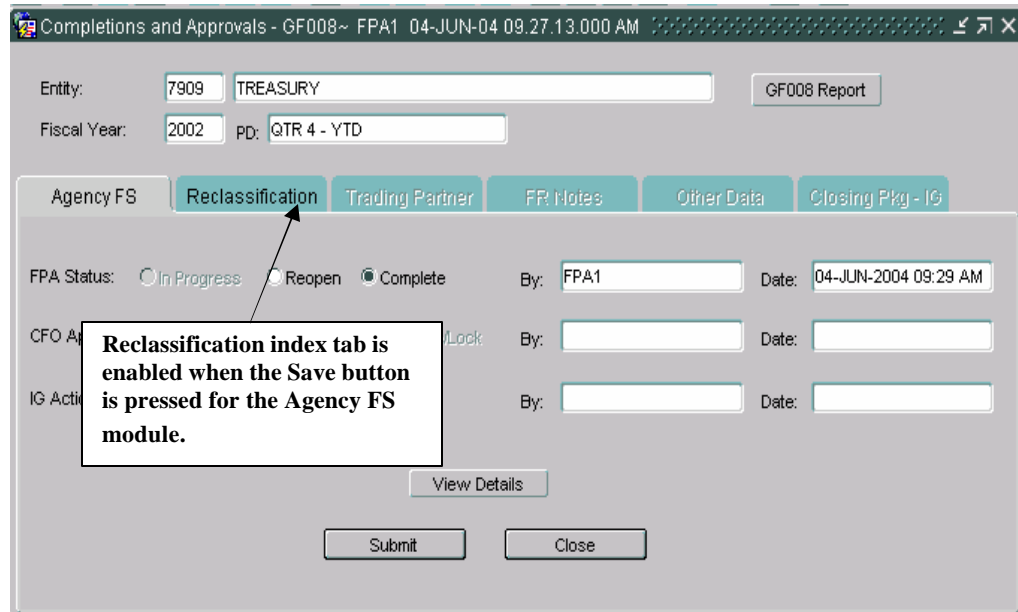 Completions and Approvals - GF008~ FPA1 04-JUN-04 09.27.13.000 AM
Entity: 7909 TREASURY GF008 Report
Fiscal Year: 2002 PD: QTR 4 - YTD
Agency FS Reclassification Trading Partner FR Notes Other Data Closing Pkg - IG
FPA Status: In Progress Reopen Complete By: FPA1 Date: 04-JUN-2004 09:29 AM
CFO By: Date:
IG By: Date:
Reclassification index tab is
enabled when the Save button
is pressed for the Agency FS
module.
View Details
Submit Close